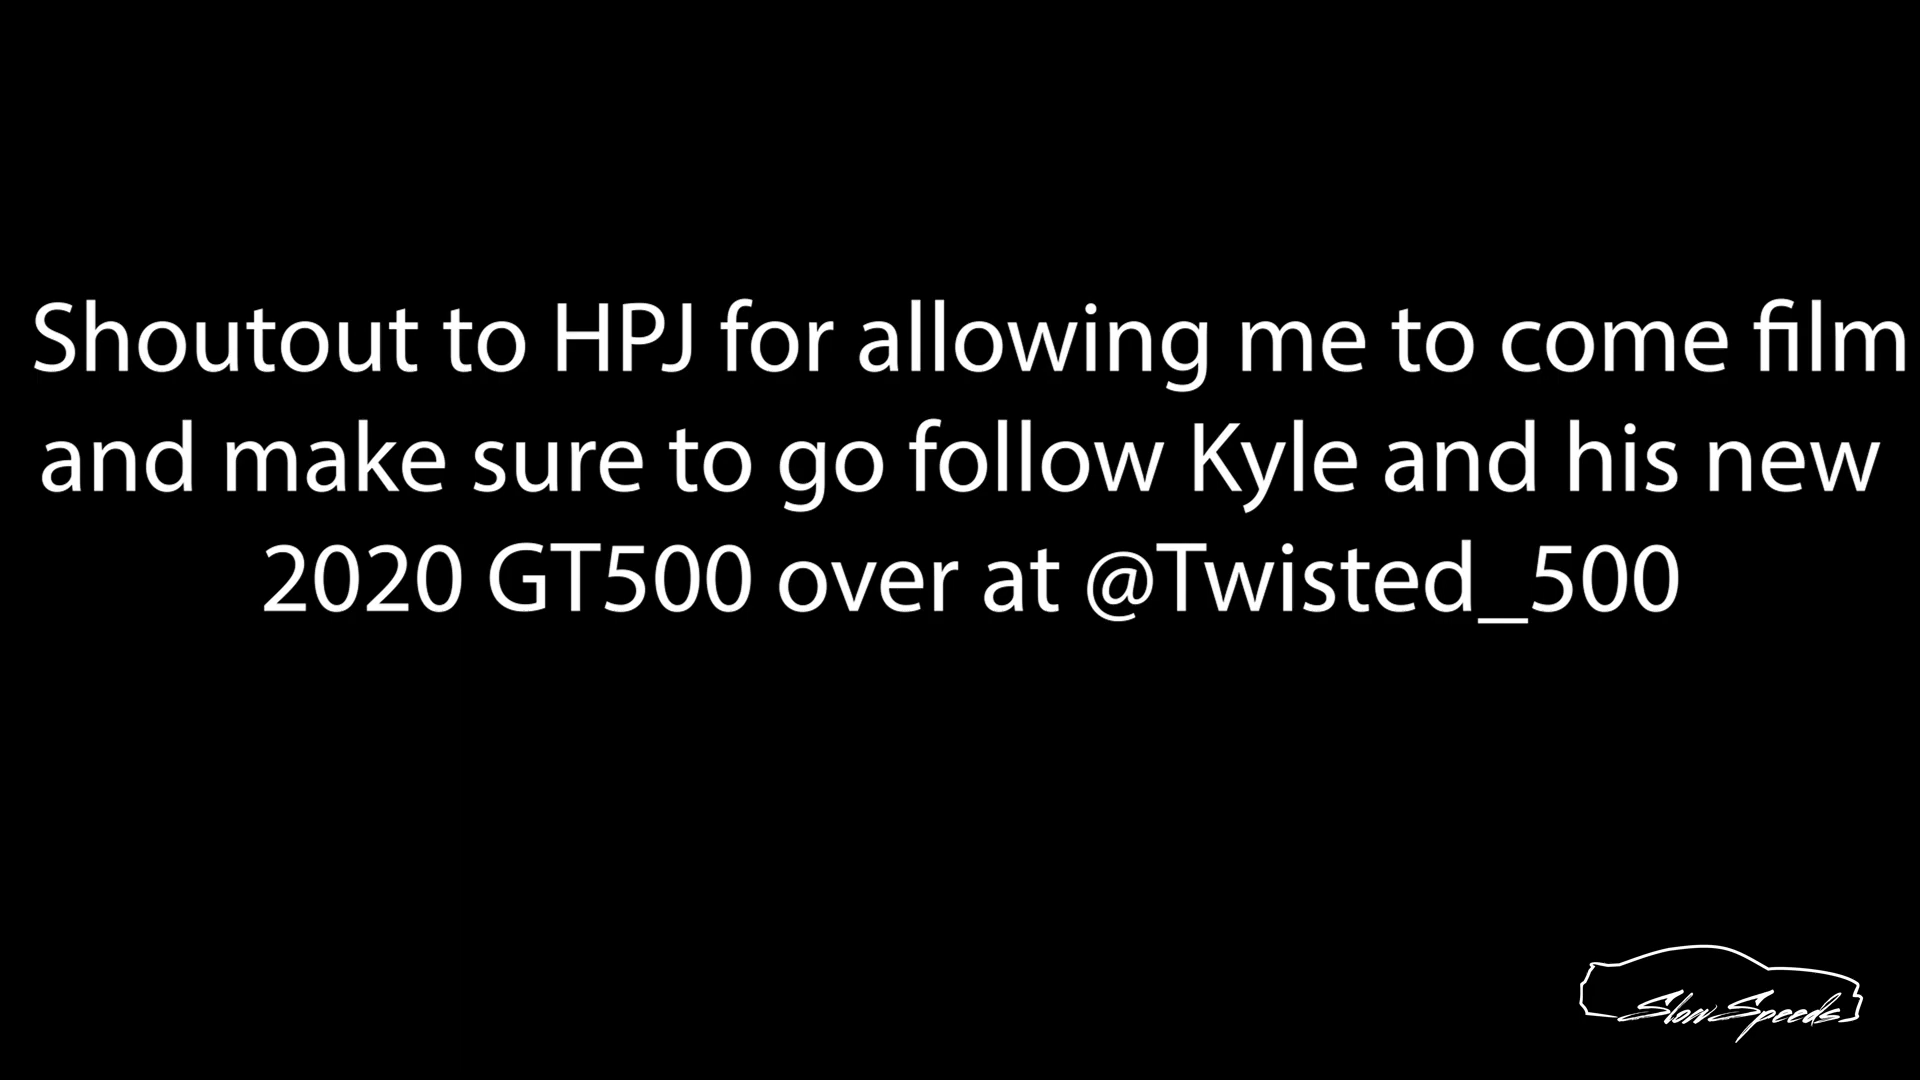 Shoutout to HPJ for allowing me to come film
and make sure to go follow Kyle and his new
2020 GT500 over at @Twisted_500
Slow Speeds